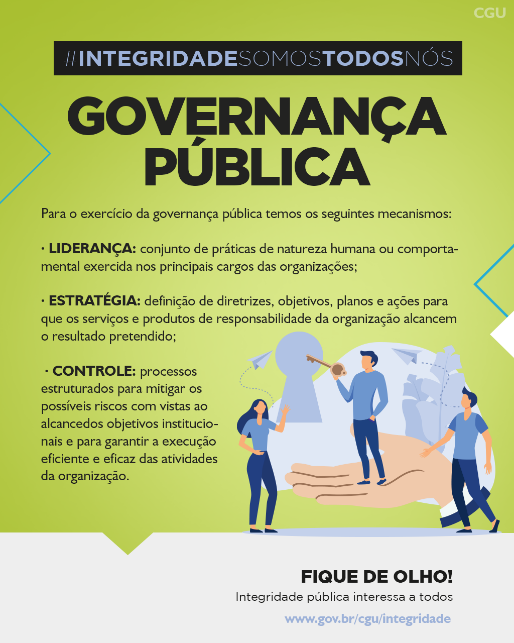 CGU
//INTEGRIDADESOMOSTODOSNÓS
GOVERNANÇA
PÚBLICA
Para o exercício da governança pública temos os seguintes mecanismos:
· LIDERANÇA: conjunto de práticas de natureza humana ou comporta-
mental exercida nos principais cargos das organizações;
· ESTRATÉGIA: definição de diretrizes, objetivos, planos e ações para
que os serviços e produtos de responsabilidade da organização alcancem
o resultado pretendido;
· CONTROLE: processos
estruturados para mitigar os
possíveis riscos com vistas ao
alcancedos objetivos institucio-
nais e para garantir a execução
eficiente e eficaz das atividades
da organização.
FIQUE DE OLHO!
Integridade pública interessa a todos
www.gov.br/cgu/integridade